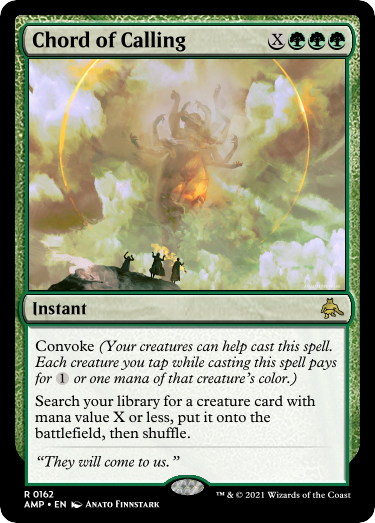 Chord of Calling X
Instant
Convoke (Your creatures can help cast this spell.
Each creature you tap while casting this spell pays
for 1 or one mana of that creature's color.)
Search your library for a creature card with
mana value X or less, put it onto the
battlefield, then shuffle.
“They will come to us.”
R 0162
AMP • EN Anato Finnstark
™ & © 2021 Wizards of the Coast